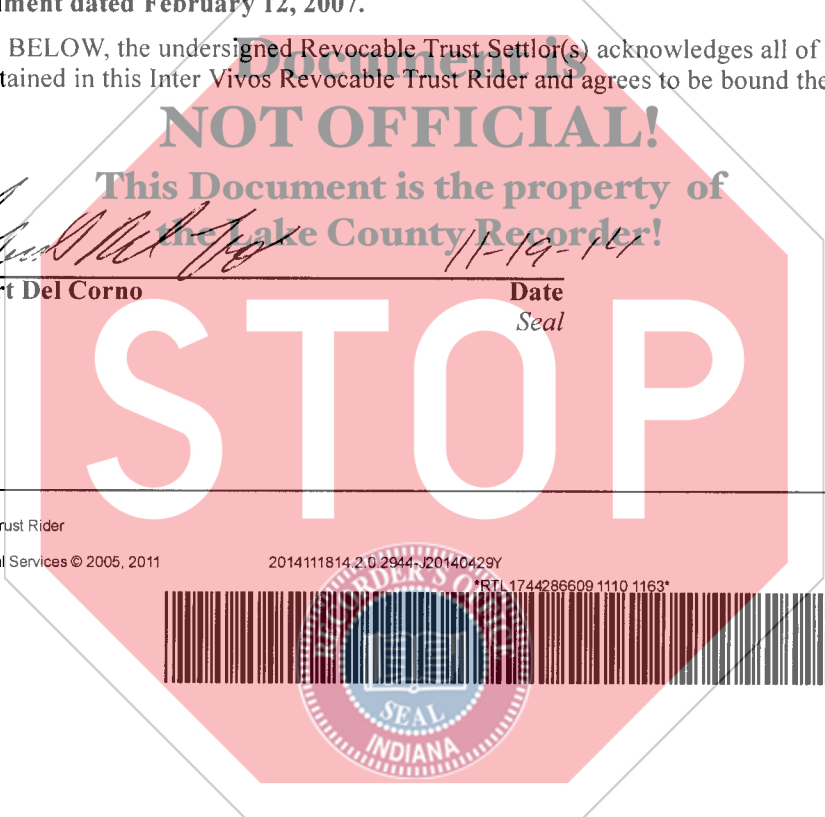 ment dated February 12, 2007.
BELOW, the undersigned Revocable Trust Settlor(s) acknowledges all of
tained in this Inter Vivos Revocable Trust Rider and agrees to be bound the
Document is
NOT OFFICIAL!
This Document is the property of
the Lake County Recorder!
11-19-14
rt Del Corno Date
Seal
STOP
rust Rider
l Services © 2005, 2011 2014111814.2.0.2944-J20140429Y
*RTL1744286609 1110 1163*
RECORDER'S OFFICE
SEAL
INDIANA